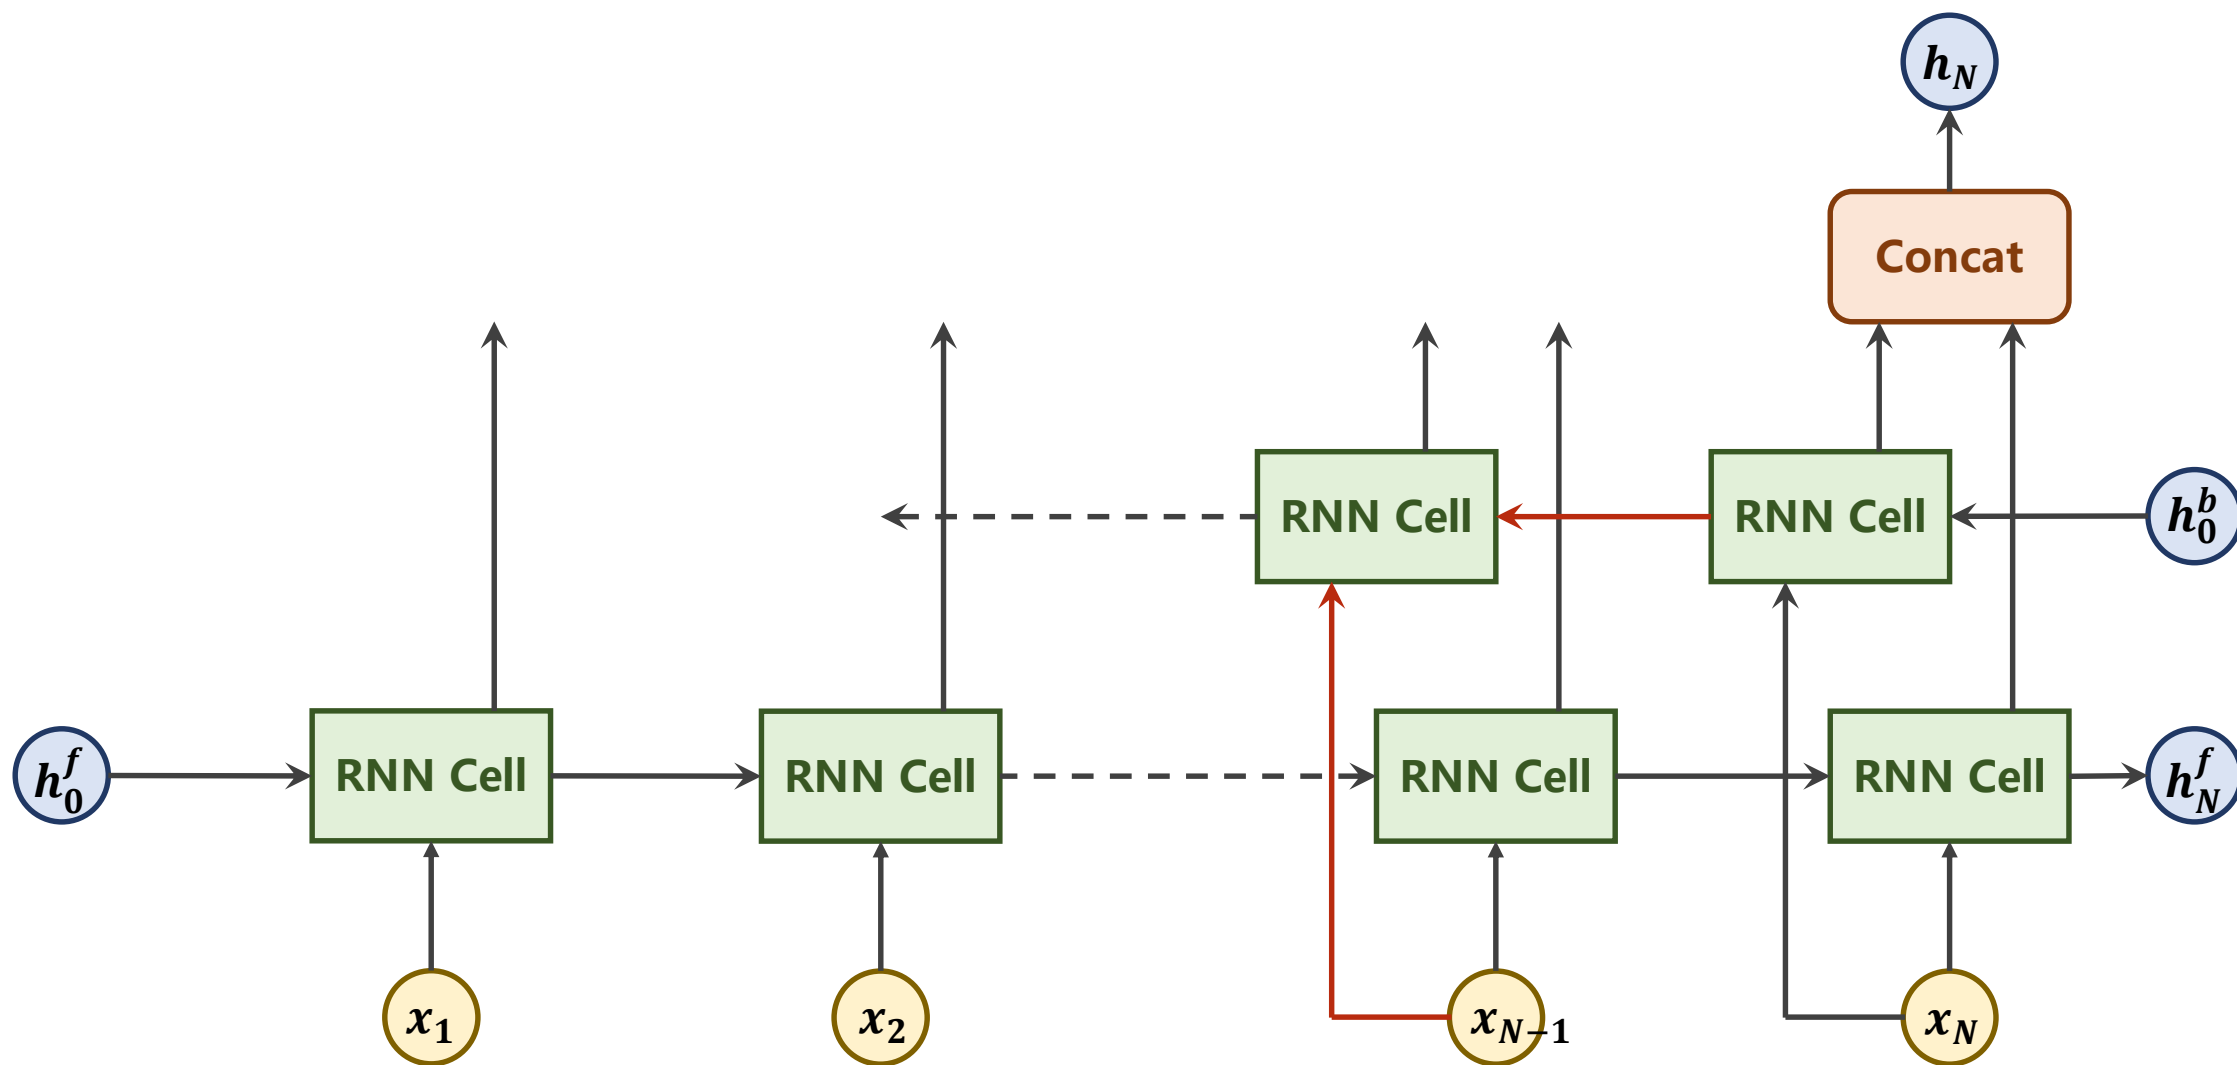 h_N
Concat
RNN Cell
RNN Cell
h_0^b
h_0^f
RNN Cell
RNN Cell
RNN Cell
RNN Cell
h_N^f
x_1
x_2
x_{N-1}
x_N